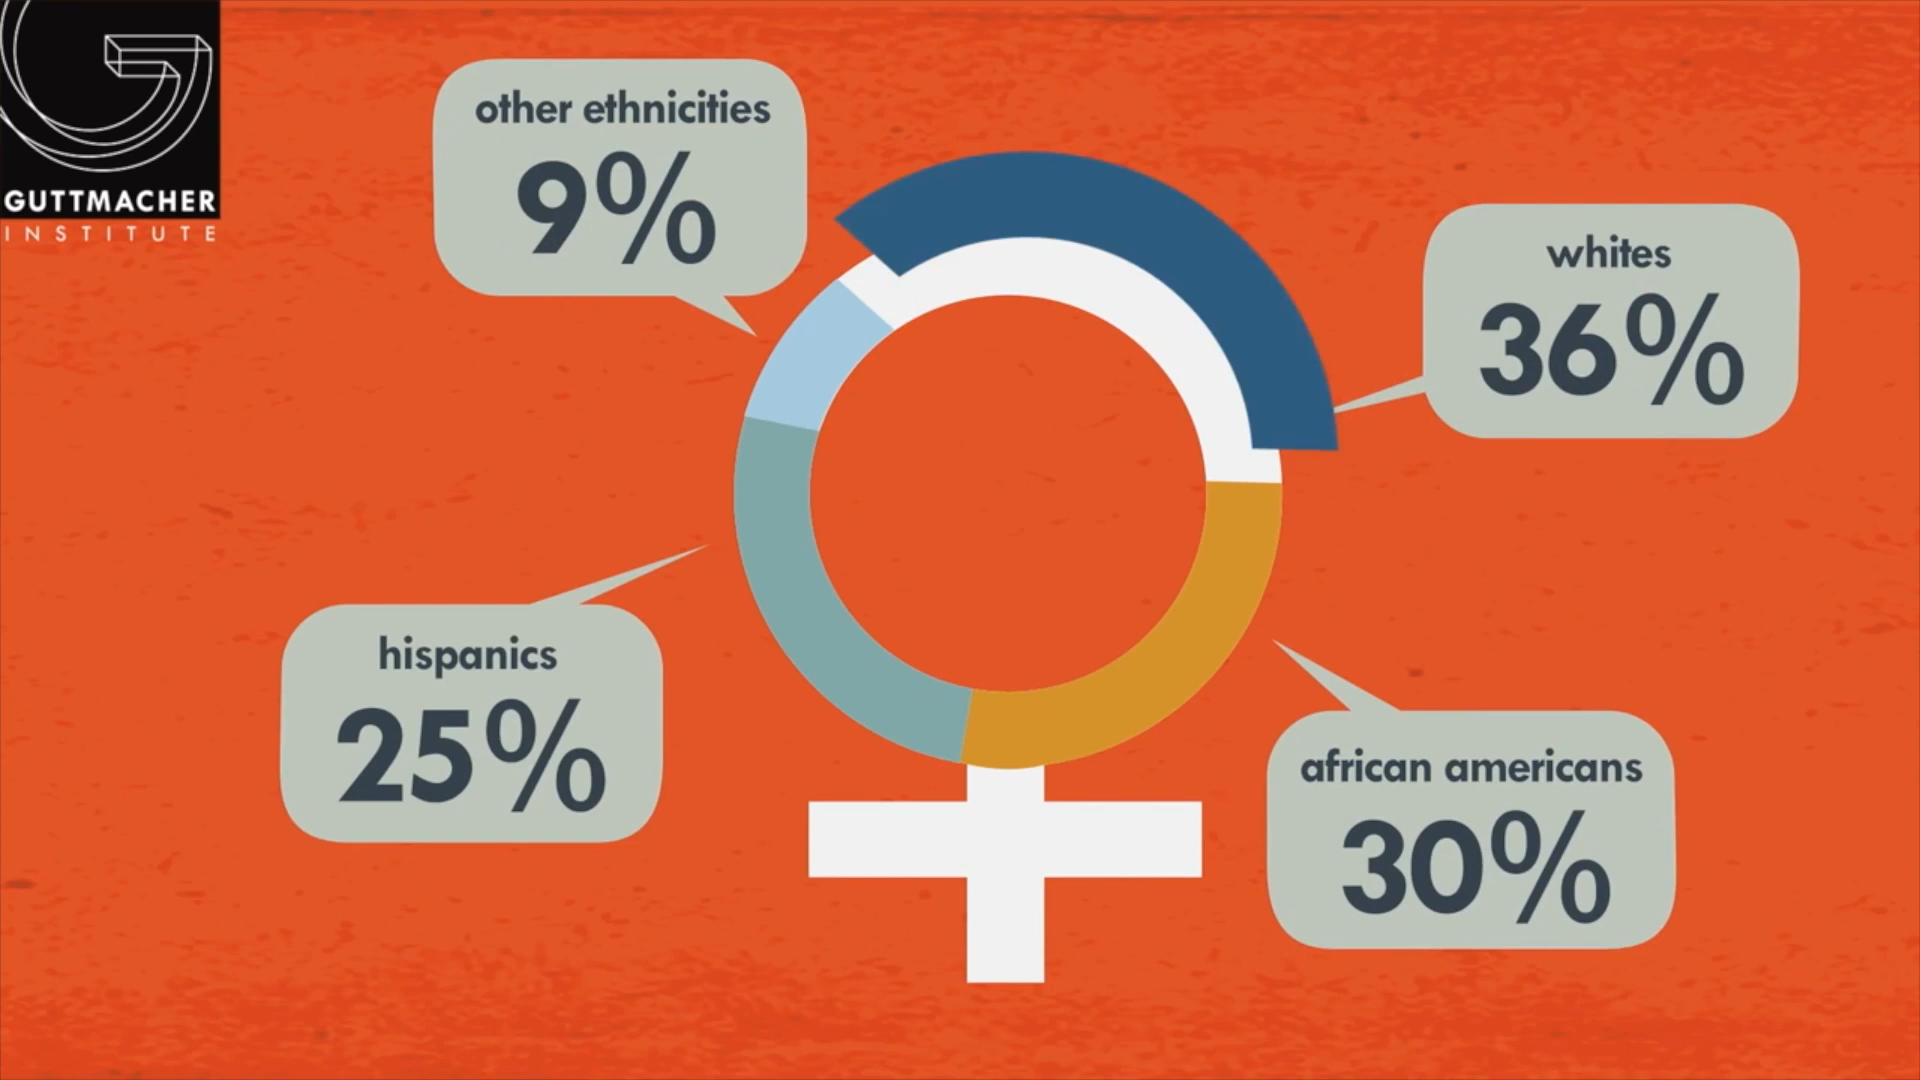 GUTTMACHER
INSTITUTE
other ethnicities
9%
whites
36%
hispanics
25%
african americans
30%